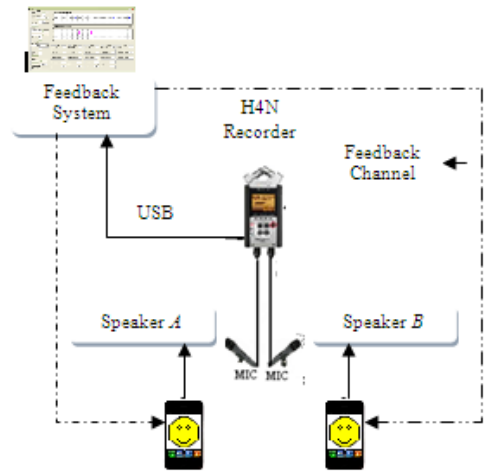 Feedback
System
H4N
Recorder
Feedback
Channel
USB
Speaker A
Speaker B
MIC MIC